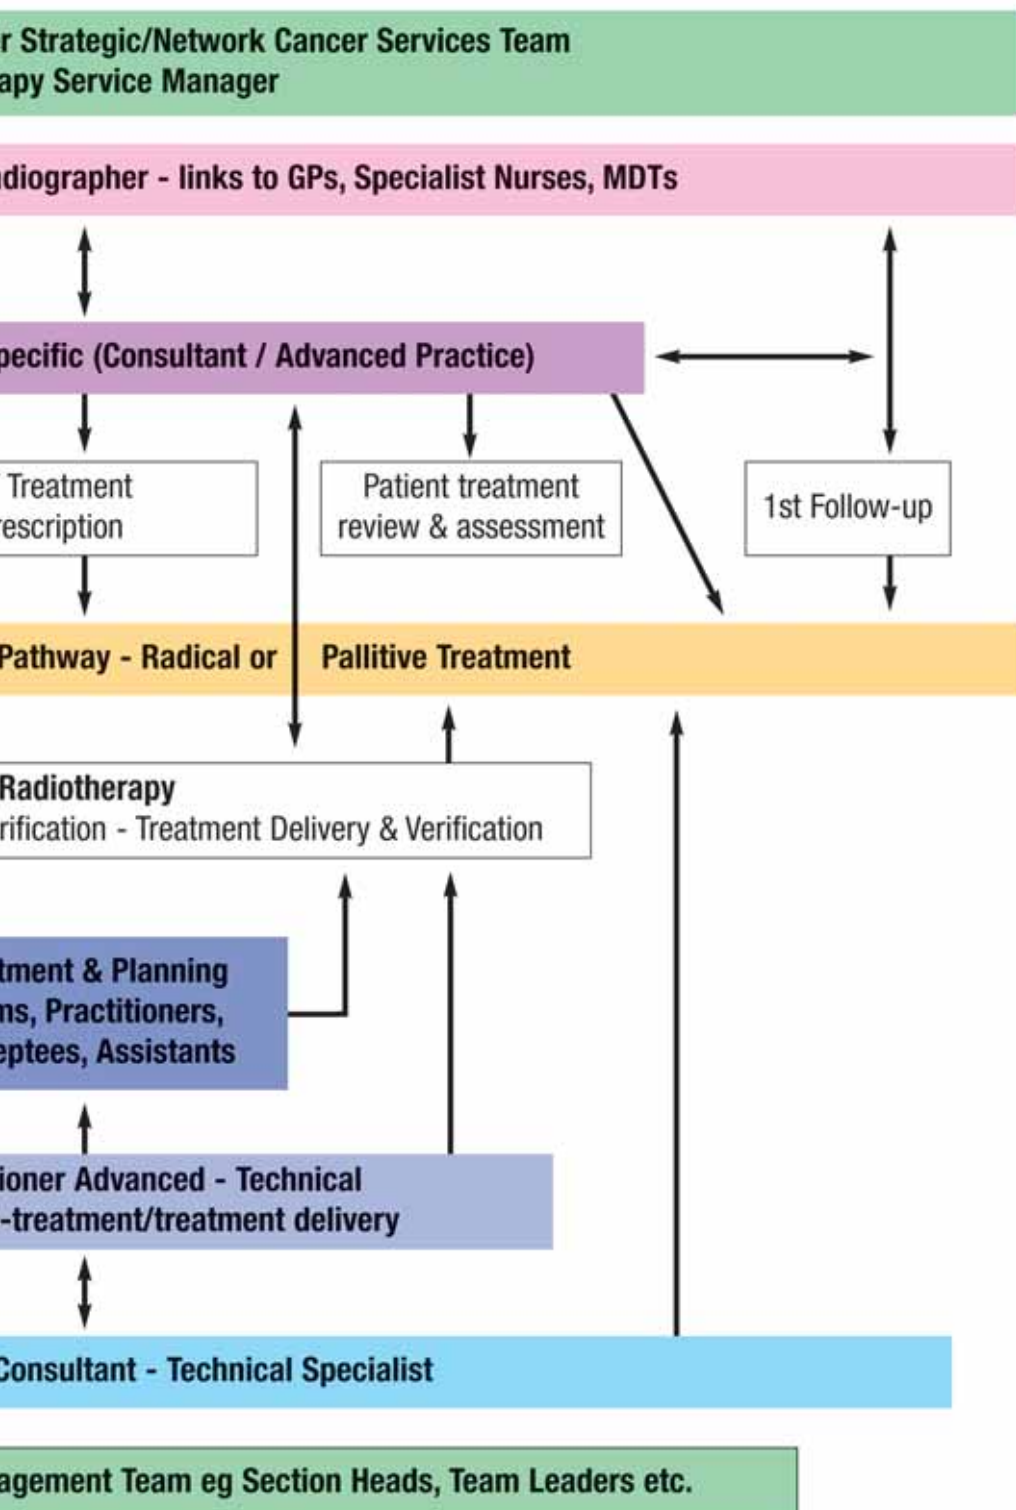 r Strategic/Network Cancer Services Team
apy Service Manager
diographer - links to GPs, Specialist Nurses, MDTs
pecific (Consultant / Advanced Practice)
Treatment
rescription
Patient treatment
review & assessment
1st Follow-up
Pathway - Radical or Pallitive Treatment
Radiotherapy
rification - Treatment Delivery & Verification
tment & Planning
ms, Practitioners,
eptees, Assistants
ioner Advanced - Technical
-treatment/treatment delivery
Consultant - Technical Specialist
agement Team eg Section Heads, Team Leaders etc.